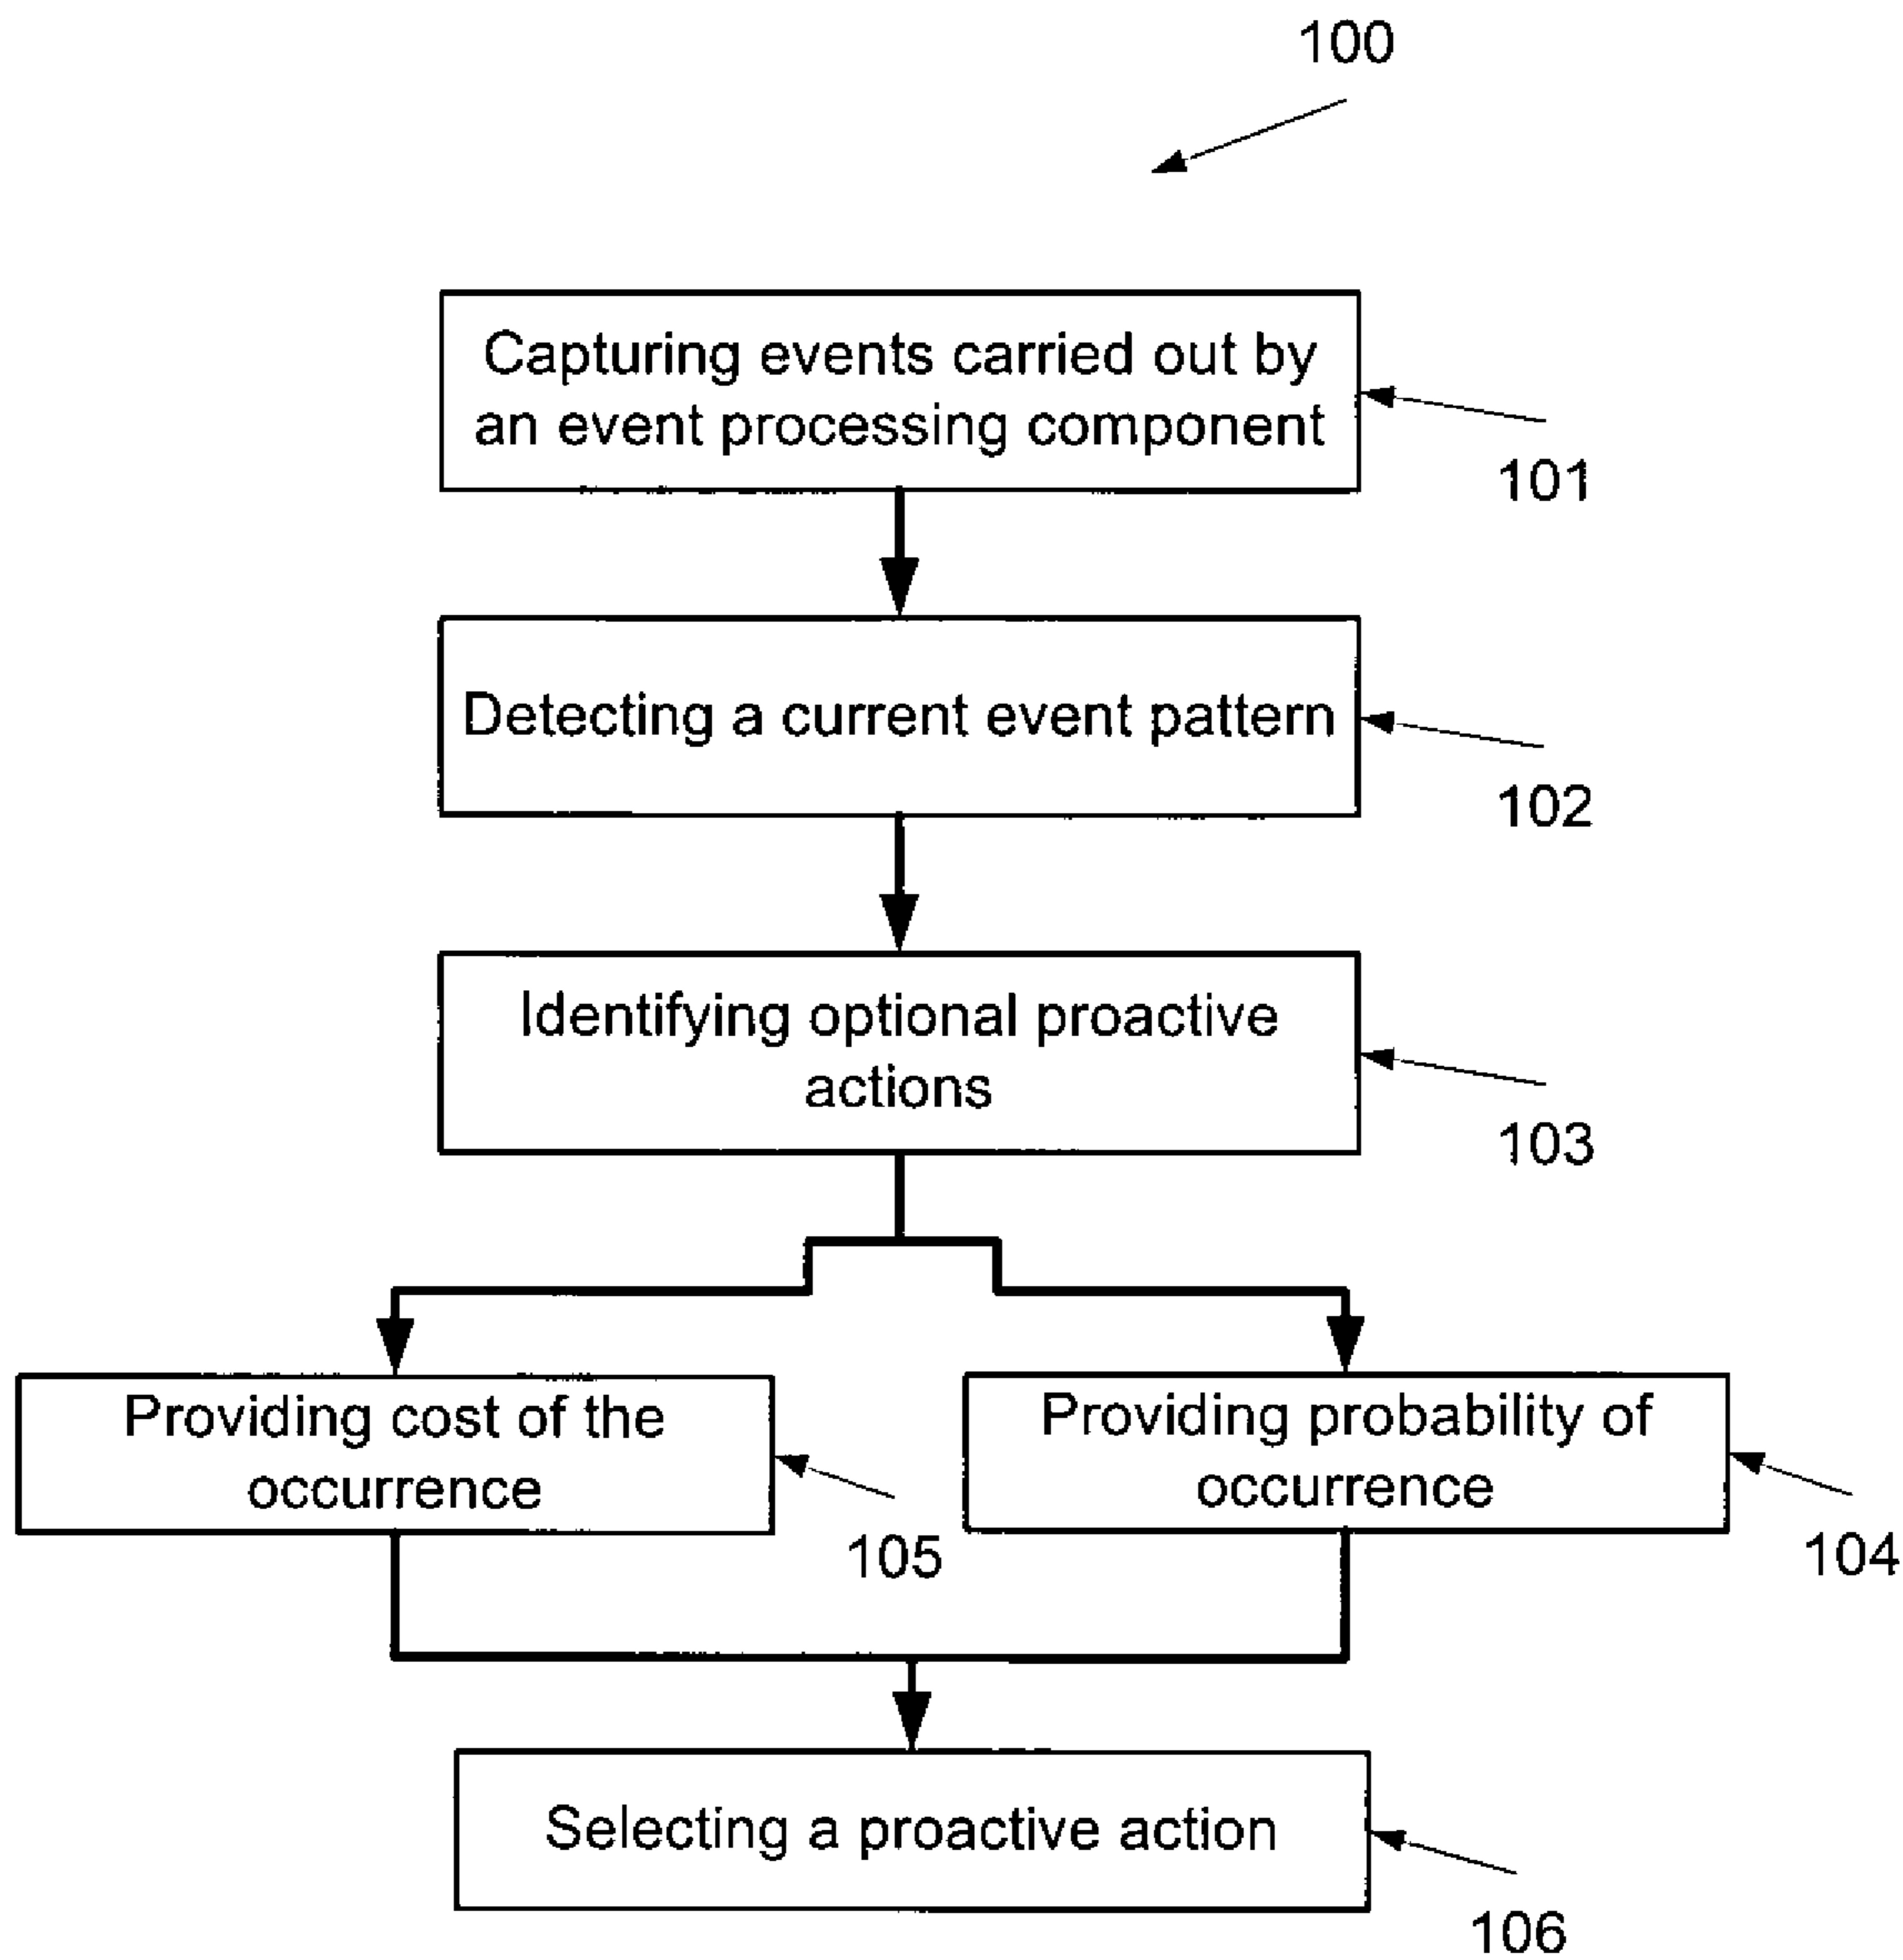 100
Capturing events carried out by
an event processing component
101
Detecting a current event pattern
102
Identifying optional proactive
actions
103
Providing cost of the
occurrence
105
Providing probability of
occurrence
104
Selecting a proactive action
106